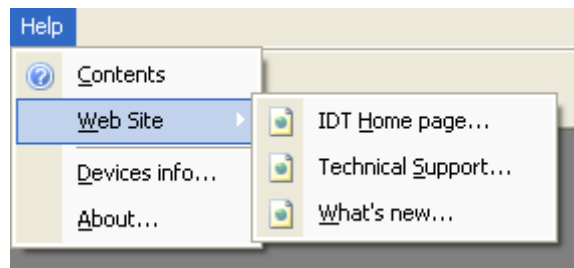 Help
Contents
Web Site
IDT Home page...
Technical Support...
What's new...
Devices info...
About...